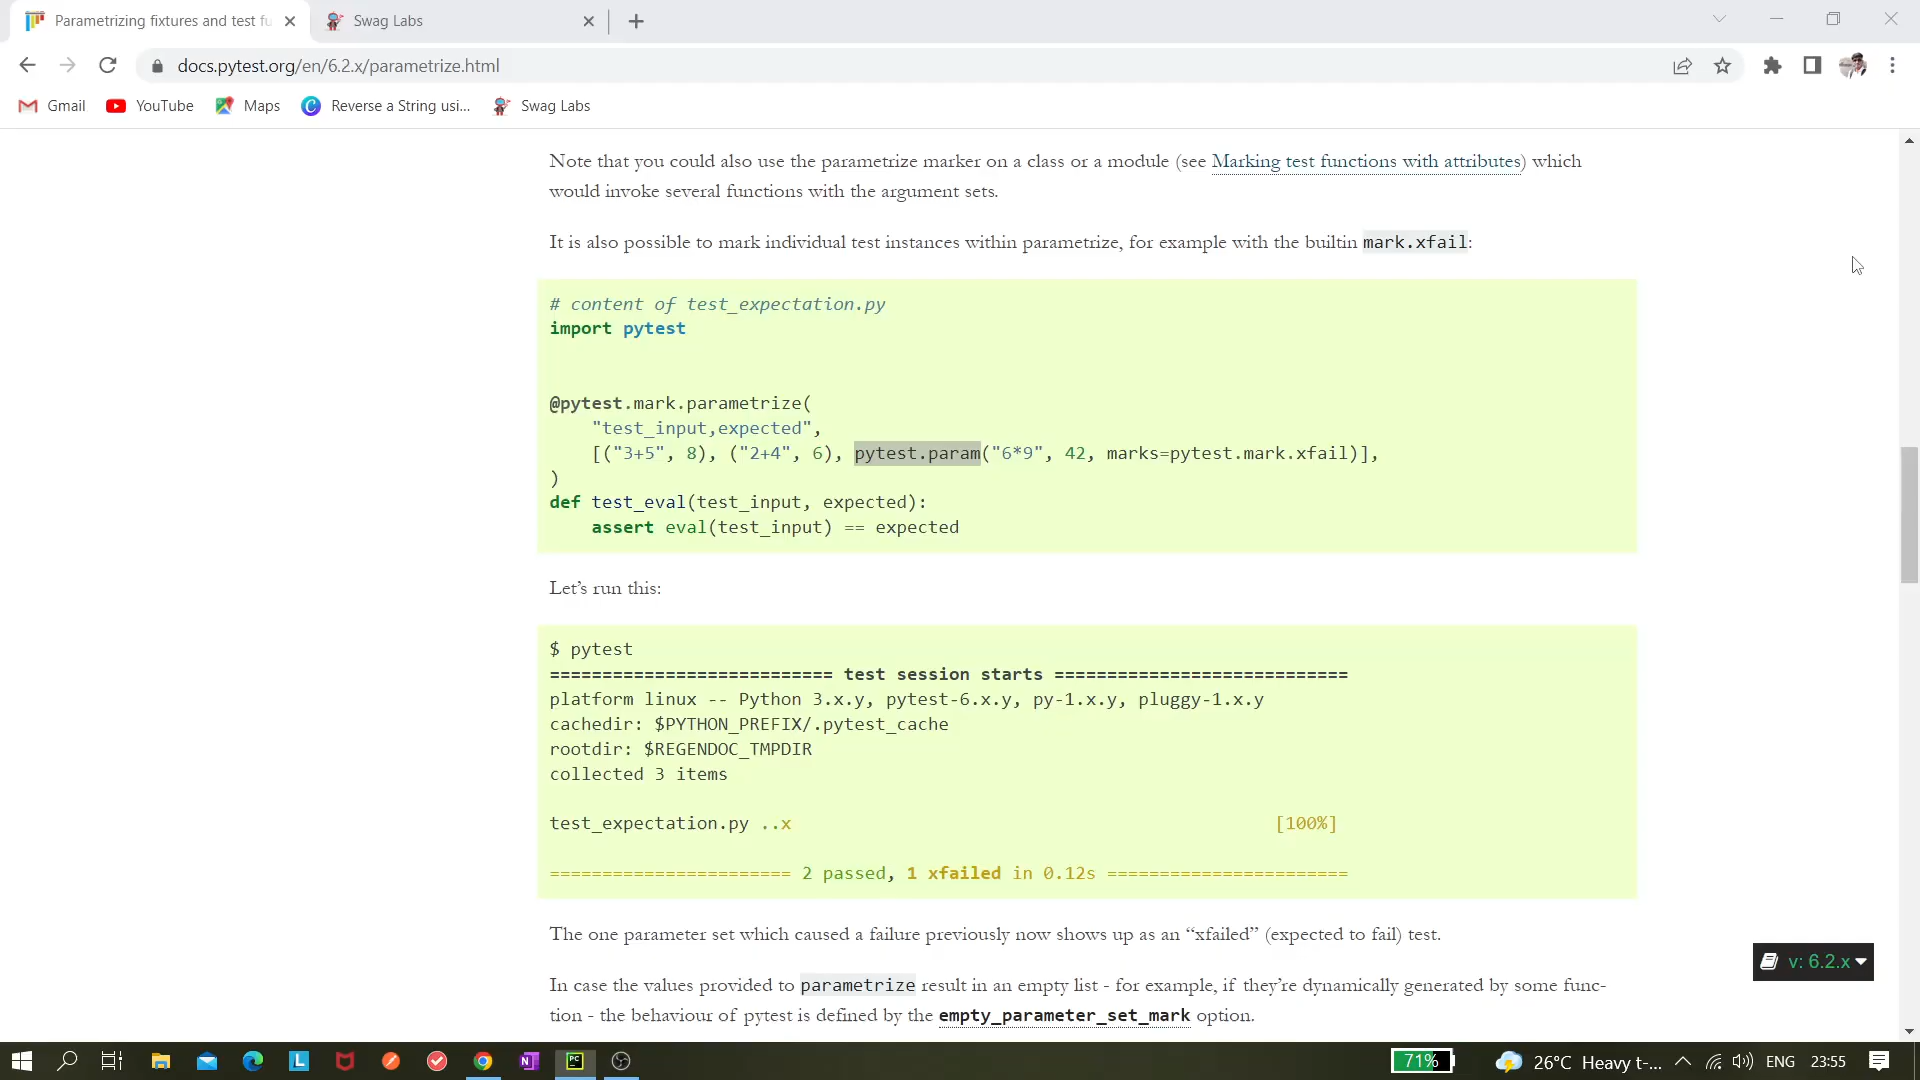 Parametrizing fixtures and test fu
Swag Labs
docs.pytest.org/en/6.2.x/parametrize.html
Gmail
YouTube
Maps
Reverse a String usi...
Swag Labs
Note that you could also use the parametrize marker on a class or a module (see Marking test functions with attributes) which
would invoke several functions with the argument sets.
It is also possible to mark individual test instances within parametrize, for example with the builtin mark.xfail:
# content of test_expectation.py
import pytest
@pytest.mark.parametrize(
"test_input,expected",
[("3+5", 8), ("2+4", 6), pytest.param("6*9", 42, marks=pytest.mark.xfail)],
)
def test_eval(test_input, expected):
assert eval(test_input) == expected
Let's run this:
$ pytest
=========================== test session starts ============================
platform linux -- Python 3.x.y, pytest-6.x.y, py-1.x.y, pluggy-1.x.y
cachedir: $PYTHON_PREFIX/.pytest_cache
rootdir: $REGENDOC_TMPDIR
collected 3 items
test_expectation.py ..x [100%]
======================= 2 passed, 1 xfailed in 0.12s =======================
The one parameter set which caused a failure previously now shows up as an “xfailed” (expected to fail) test.
v: 6.2.x
In case the values provided to parametrize result in an empty list - for example, if they’re dynamically generated by some func-
tion - the behaviour of pytest is defined by the empty_parameter_set_mark option.
71%
26°C Heavy t-...
ENG
23:55